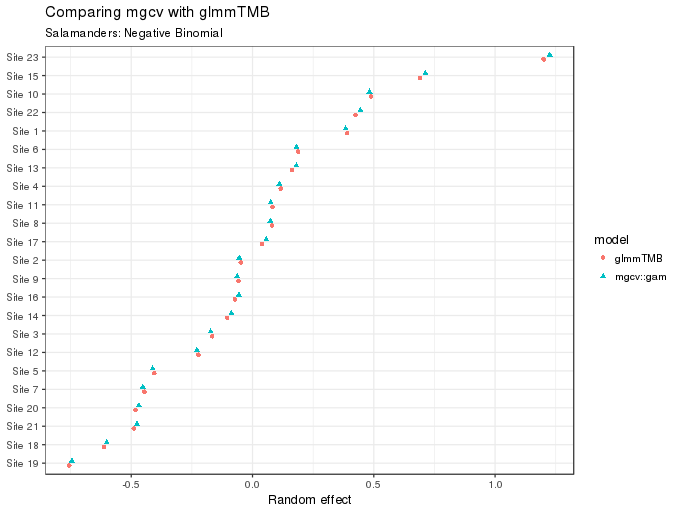 Comparing mgcv with glmmTMB
Salamanders: Negative Binomial
Site 23
Site 15
Site 10
Site 22
Site 1
Site 6
Site 13
Site 4
Site 11
Site 8
Site 17
Site 2
Site 9
Site 16
Site 14
Site 3
Site 12
Site 5
Site 7
Site 20
Site 21
Site 18
Site 19
-0.5 0.0 0.5 1.0
Random effect
model
glmmTMB
mgcv::gam